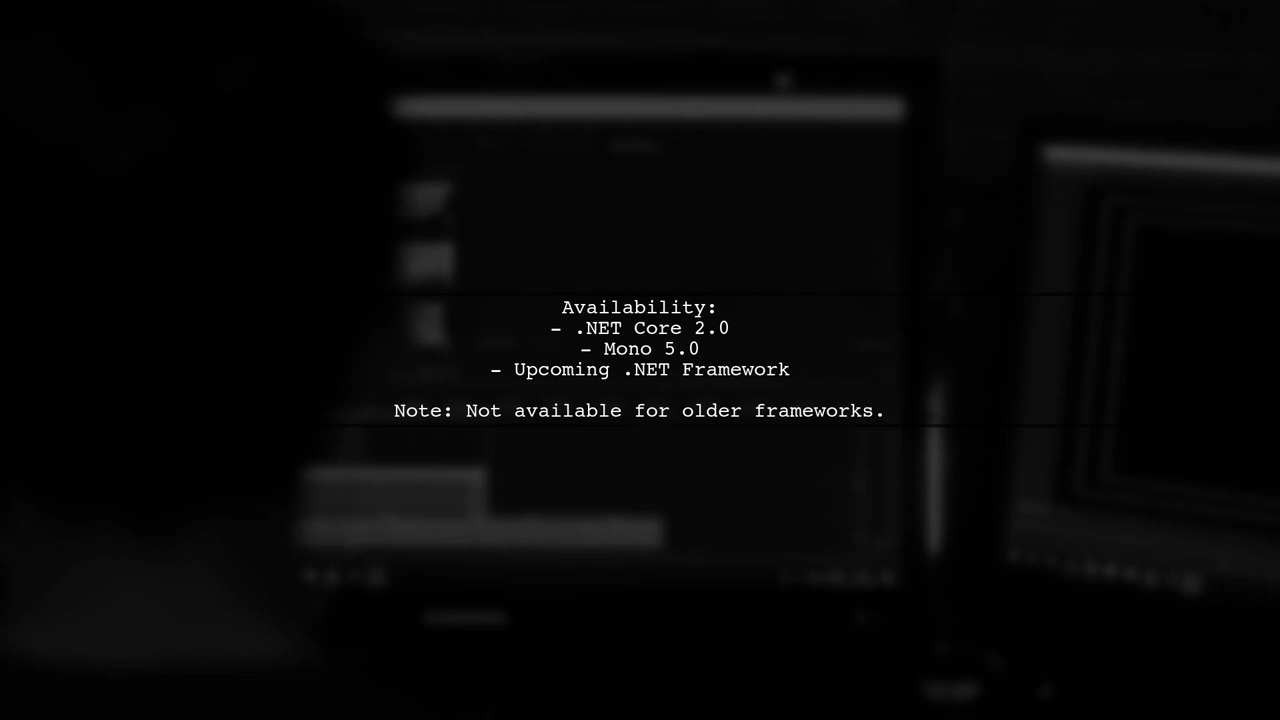 Availability:
- .NET Core 2.0
- Mono 5.0
- Upcoming .NET Framework
Note: Not available for older frameworks.